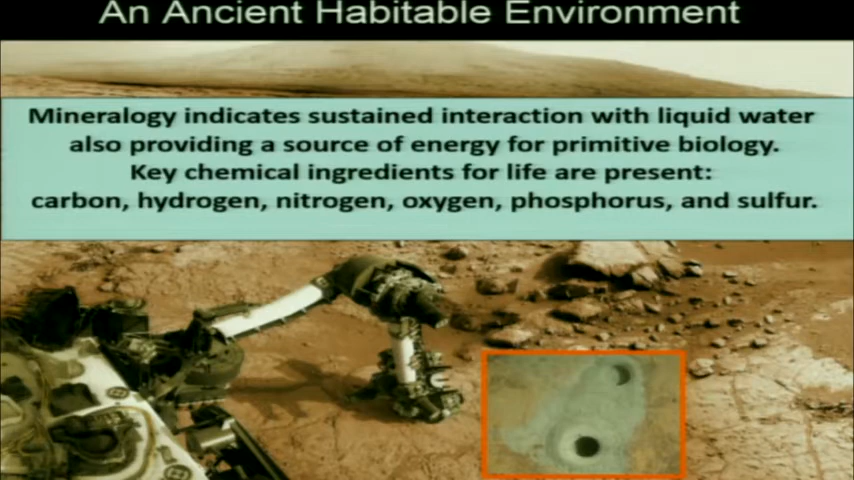 An Ancient Habitable Environment
Mineralogy indicates sustained interaction with liquid water
also providing a source of energy for primitive biology.
Key chemical ingredients for life are present:
carbon, hydrogen, nitrogen, oxygen, phosphorus, and sulfur.